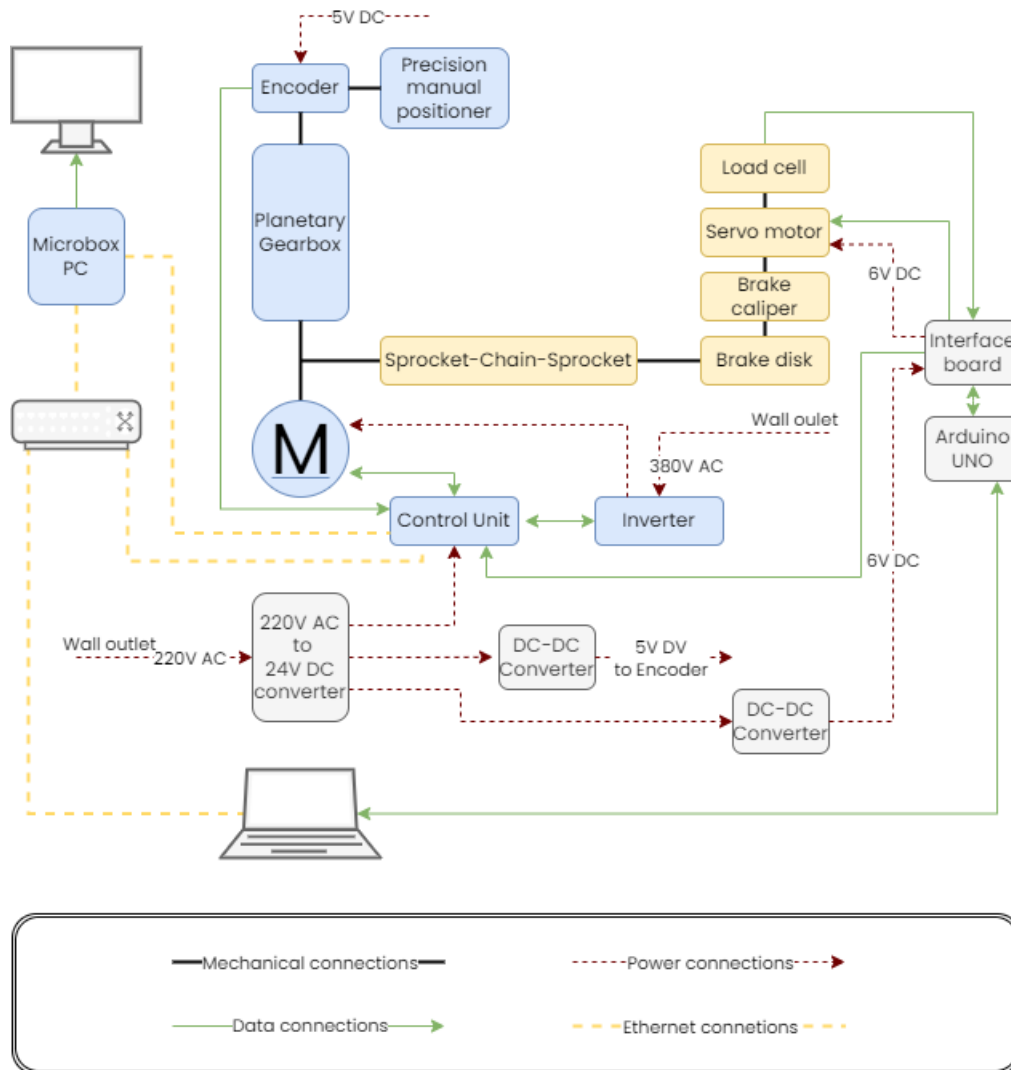 5V DC
Encoder
Precision
manual
positioner
Load cell
Planetary
Gearbox
Microbox
PC
Servo motor
6V DC
Brake
caliper
Sprocket-Chain-Sprocket
Brake disk
Interface
board
Wall oulet
M
380V AC
Arduino
UNO
Control Unit
Inverter
6V DC
Wall outlet
220V AC
220V AC
to
24V DC
converter
DC-DC
Converter
5V DV
to Encoder
DC-DC
Converter
Mechanical connections
Power connections
Data connections
Ethernet connetions